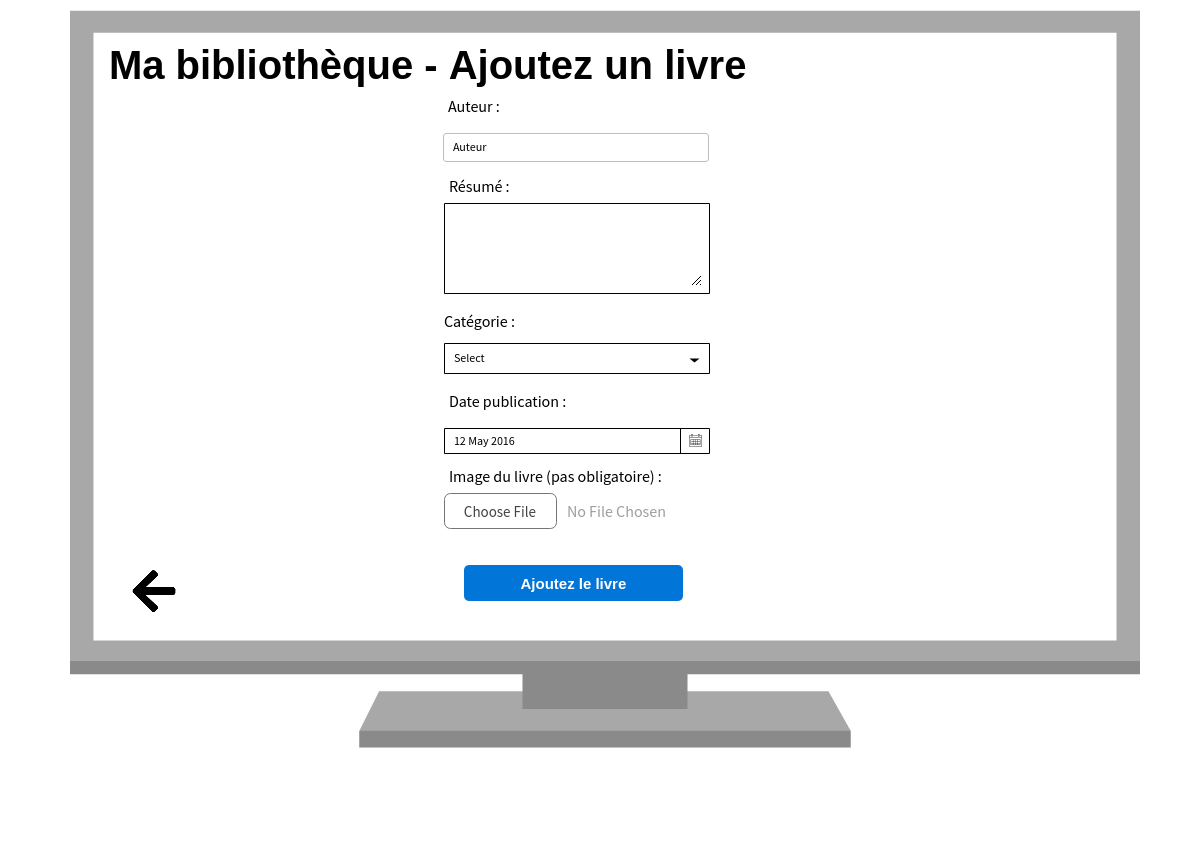 Ma bibliothèque - Ajoutez un livre
Auteur :
Auteur
Résumé :
Catégorie :
Select
Date publication :
12 May 2016
Image du livre (pas obligatoire) :
Choose File No File Chosen
Ajoutez le livre